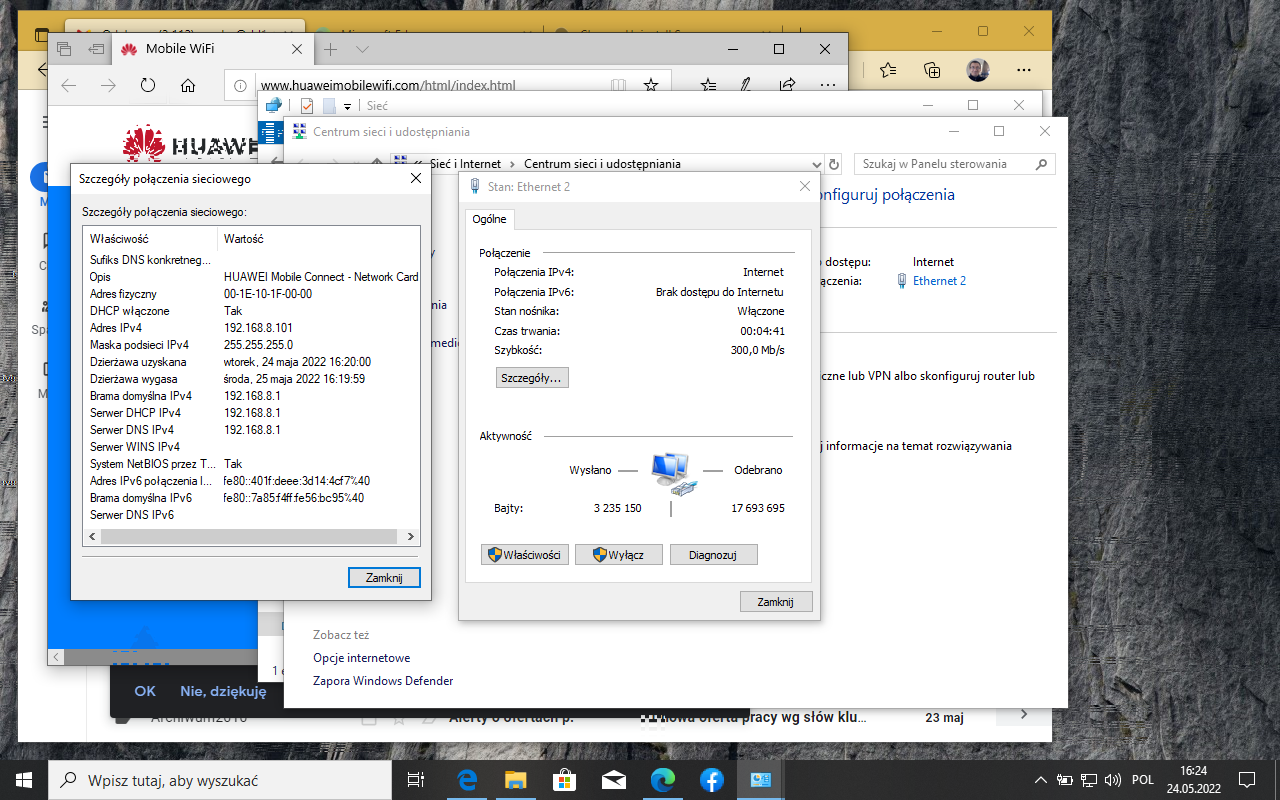 Mobile WiFi
www.huaweimobilewifi.com/html/index.html
HUAWEI
Sieć
Centrum sieci i udostępniania
« Sieć i Internet > Centrum sieci i udostępniania
Szukaj w Panelu sterowania
onfiguruj połączenia
o dostępu: Internet
Ethernet 2
czne lub VPN albo skonfiguruj router lub
j informacje na temat rozwiązywania
Zobacz też
Opcje internetowe
Zapora Windows Defender
Szczegóły połączenia sieciowego
Szczegóły połączenia sieciowego:
Właściwość Wartość
Sufiks DNS konkretneg...
Opis HUAWEI Mobile Connect - Network Card
Adres fizyczny 00-1E-10-1F-00-00
DHCP włączone Tak
Adres IPv4 192.168.8.101
Maska podsieci IPv4 255.255.255.0
Dzierżawa uzyskana wtorek, 24 maja 2022 16:20:00
Dzierżawa wygasa środa, 25 maja 2022 16:19:59
Brama domyślna IPv4 192.168.8.1
Serwer DHCP IPv4 192.168.8.1
Serwer DNS IPv4 192.168.8.1
Serwer WINS IPv4
System NetBIOS przez T... Tak
Adres IPv6 połączenia l... fe80::401f:deee:3d14:4cf7%40
Brama domyślna IPv6 fe80::7a85:f4ff:fe56:bc95%40
Serwer DNS IPv6
Zamknij
Stan: Ethernet 2
Ogólne
Połączenie
Połączenia IPv4: Internet
Połączenia IPv6: Brak dostępu do Internetu
Stan nośnika: Włączone
Czas trwania: 00:04:41
Szybkość: 300,0 Mb/s
Szczegóły...
Aktywność
Wysłano Odebrano
Bajty: 3 235 150 17 693 695
Właściwości Wyłącz Diagnozuj
Zamknij
OK Nie, dziękuję
Archiwum2016
Alerty o ofertach p.
nowa oferta pracy wg słów klu...
23 maj
Wpisz tutaj, aby wyszukać
POL
16:24
24.05.2022